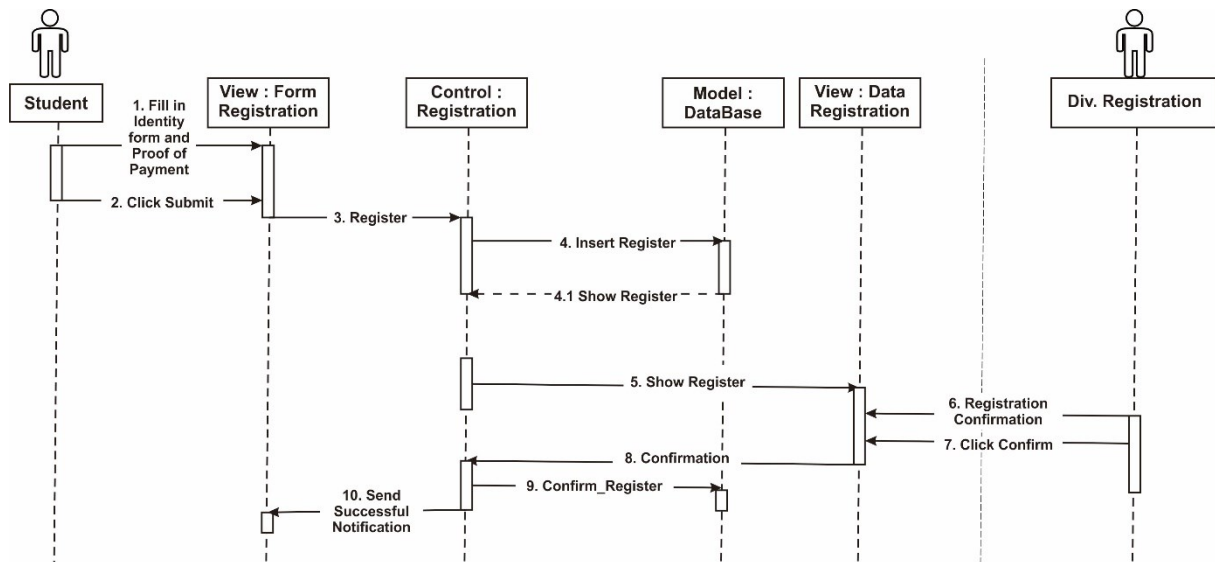 Student
View : Form
Registration
Control :
Registration
Model :
DataBase
View : Data
Registration
Div. Registration
1. Fill in
Identity
form and
Proof of
Payment
2. Click Submit
3. Register
4. Insert Register
4.1 Show Register
5. Show Register
6. Registration
Confirmation
7. Click Confirm
8. Confirmation
9. Confirm_Register
10. Send
Successful
Notification